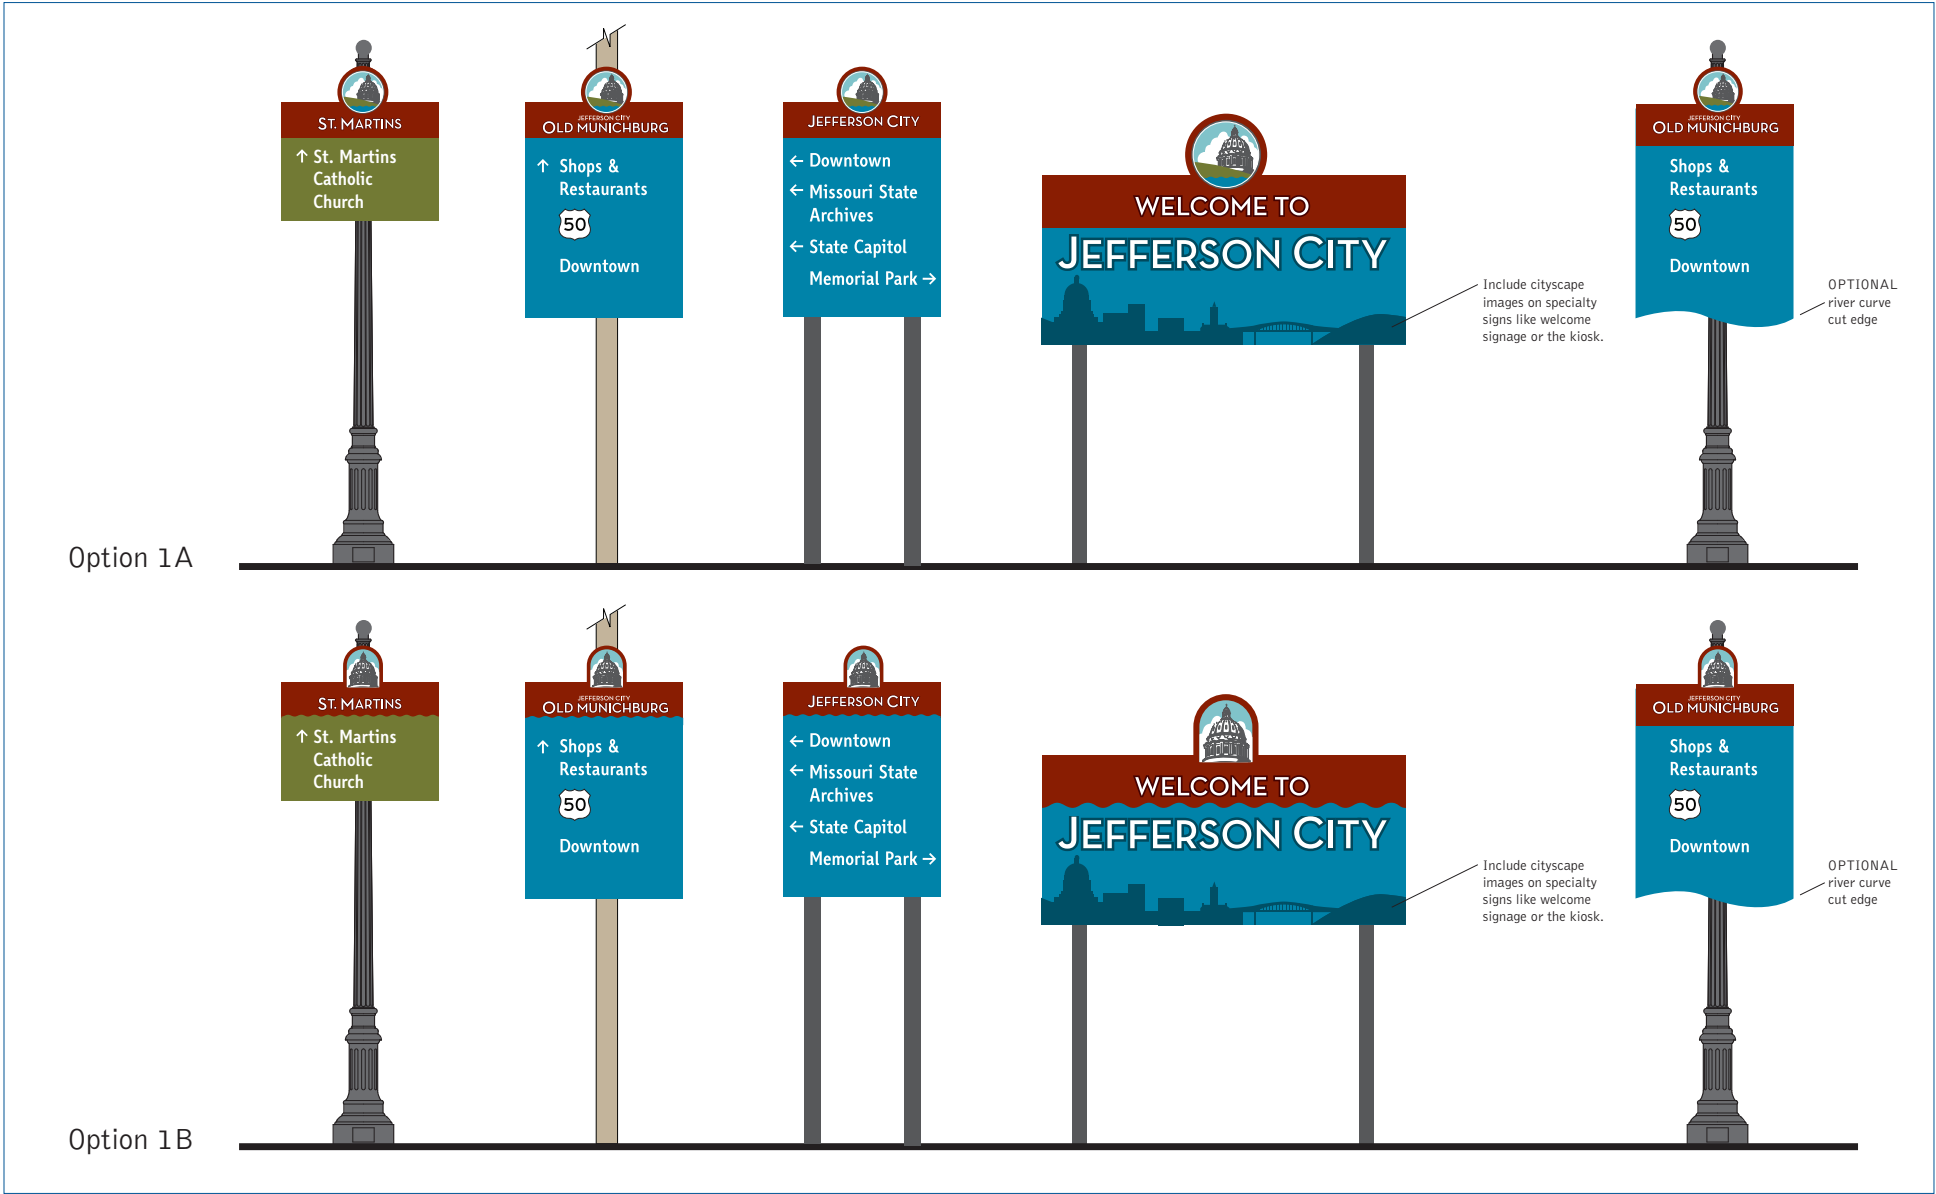 ST. MARTINS
↑ St. Martins
Catholic
Church
JEFFERSON CITY
OLD MUNICHBURG
↑ Shops &
Restaurants
50
Downtown
JEFFERSON CITY
← Downtown
← Missouri State
Archives
← State Capitol
Memorial Park →
WELCOME TO
JEFFERSON CITY
Include cityscape
images on specialty
signs like welcome
signage or the kiosk.
JEFFERSON CITY
OLD MUNICHBURG
Shops &
Restaurants
50
Downtown
OPTIONAL
river curve
cut edge
Option 1A
ST. MARTINS
↑ St. Martins
Catholic
Church
JEFFERSON CITY
OLD MUNICHBURG
↑ Shops &
Restaurants
50
Downtown
JEFFERSON CITY
← Downtown
← Missouri State
Archives
← State Capitol
Memorial Park →
WELCOME TO
JEFFERSON CITY
Include cityscape
images on specialty
signs like welcome
signage or the kiosk.
JEFFERSON CITY
OLD MUNICHBURG
Shops &
Restaurants
50
Downtown
OPTIONAL
river curve
cut edge
Option 1B